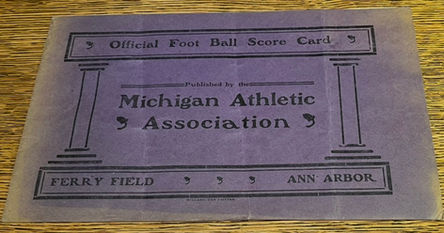 Official Foot Ball Score Card
Published by the
Michigan Athletic
Association
FERRY FIELD
ANN ARBOR